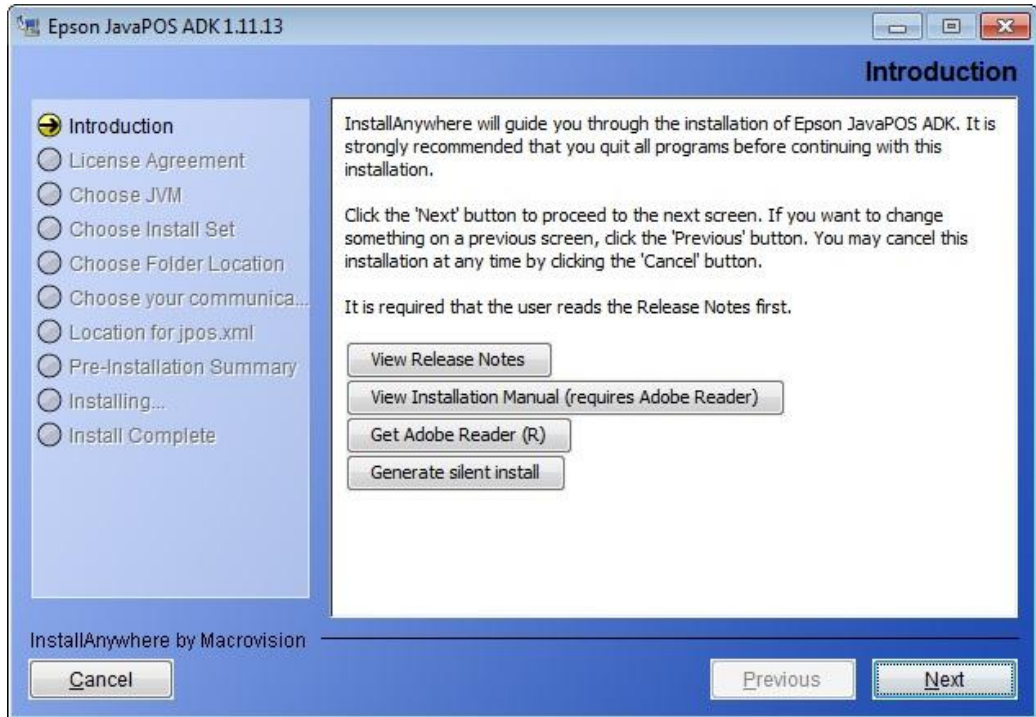 Epson JavaPOS ADK 1.11.13
Introduction
Introduction
License Agreement
Choose JVM
Choose Install Set
Choose Folder Location
Choose your communica...
Location for jpos.xml
Pre-Installation Summary
Installing...
Install Complete
InstallAnywhere will guide you through the installation of Epson JavaPOS ADK. It is
strongly recommended that you quit all programs before continuing with this
installation.
Click the 'Next' button to proceed to the next screen. If you want to change
something on a previous screen, click the 'Previous' button. You may cancel this
installation at any time by clicking the 'Cancel' button.
It is required that the user reads the Release Notes first.
View Release Notes
View Installation Manual (requires Adobe Reader)
Get Adobe Reader (R)
Generate silent install
InstallAnywhere by Macrovision
Cancel
Previous
Next